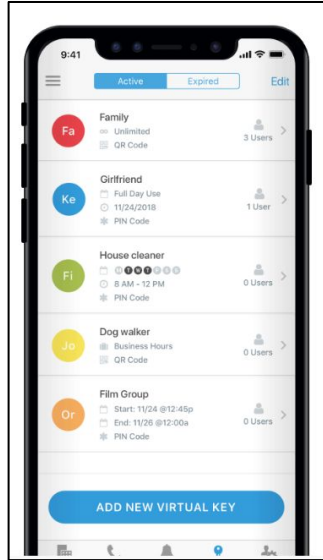 9:41
Active Expired Edit
Fa
Family
Unlimited
QR Code
3 Users
Ke
Girlfriend
Full Day Use
11/24/2018
PIN Code
1 User
Fi
House cleaner
8 AM - 12 PM
PIN Code
0 Users
Jo
Dog walker
Business Hours
QR Code
0 Users
Or
Film Group
Start: 11/24 @12:45p
End: 11/26 @12:00a
PIN Code
0 Users
ADD NEW VIRTUAL KEY